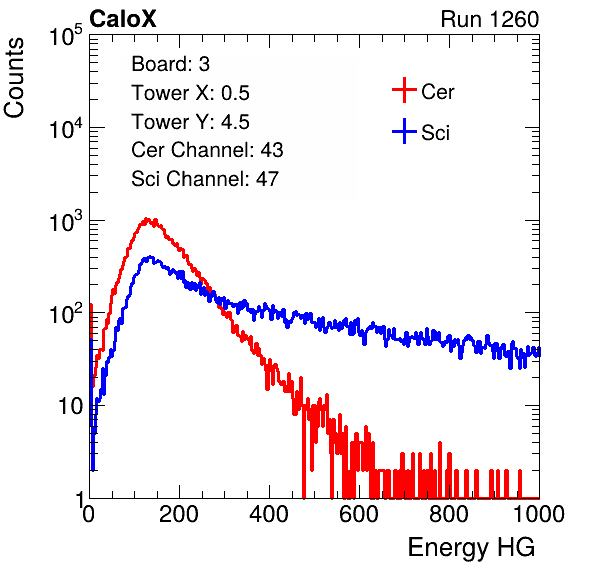 CaloX Run 1260
Counts
Board: 3
Tower X: 0.5
Tower Y: 4.5
Cer Channel: 43
Sci Channel: 47
Cer
Sci
10^5
10^4
10^3
10^2
10
1
0 200 400 600 800 1000
Energy HG